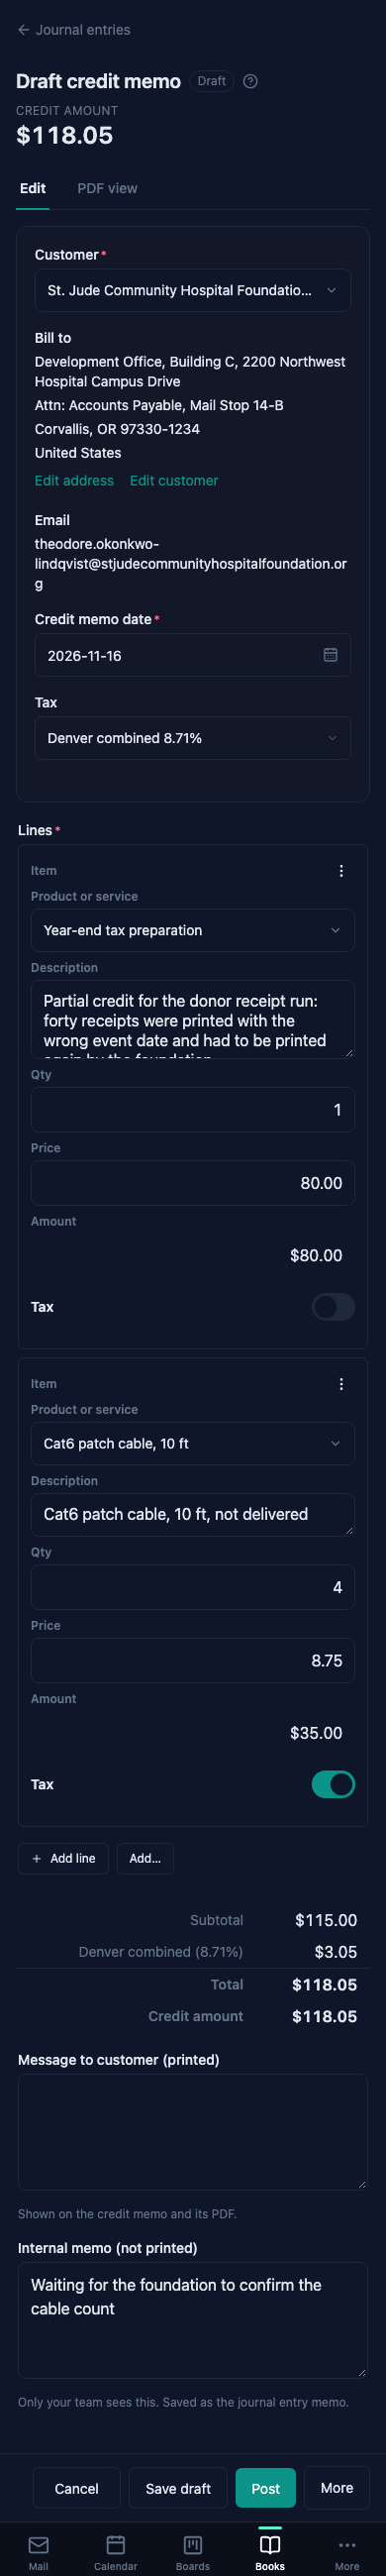 Journal entries
Draft credit memo Draft
CREDIT AMOUNT
$118.05
Edit PDF view
Customer*
St. Jude Community Hospital Foundatio...
Bill to
Development Office, Building C, 2200 Northwest
Hospital Campus Drive
Attn: Accounts Payable, Mail Stop 14-B
Corvallis, OR 97330-1234
United States
Edit address Edit customer
Email
theodore.okonkwo-
lindqvist@stjudecommunityhospitalfoundation.or
g
Credit memo date*
2026-11-16
Tax
Denver combined 8.71%
Lines*
Item
Product or service
Year-end tax preparation
Description
Partial credit for the donor receipt run:
forty receipts were printed with the
wrong event date and had to be printed
again by the foundation
Qty
1
Price
80.00
Amount
$80.00
Tax
Item
Product or service
Cat6 patch cable, 10 ft
Description
Cat6 patch cable, 10 ft, not delivered
Qty
4
Price
8.75
Amount
$35.00
Tax
+ Add line Add...
Subtotal $115.00
Denver combined (8.71%) $3.05
Total $118.05
Credit amount $118.05
Message to customer (printed)
Shown on the credit memo and its PDF.
Internal memo (not printed)
Waiting for the foundation to confirm the
cable count
Only your team sees this. Saved as the journal entry memo.
Cancel Save draft Post More
Mail Calendar Boards Books More